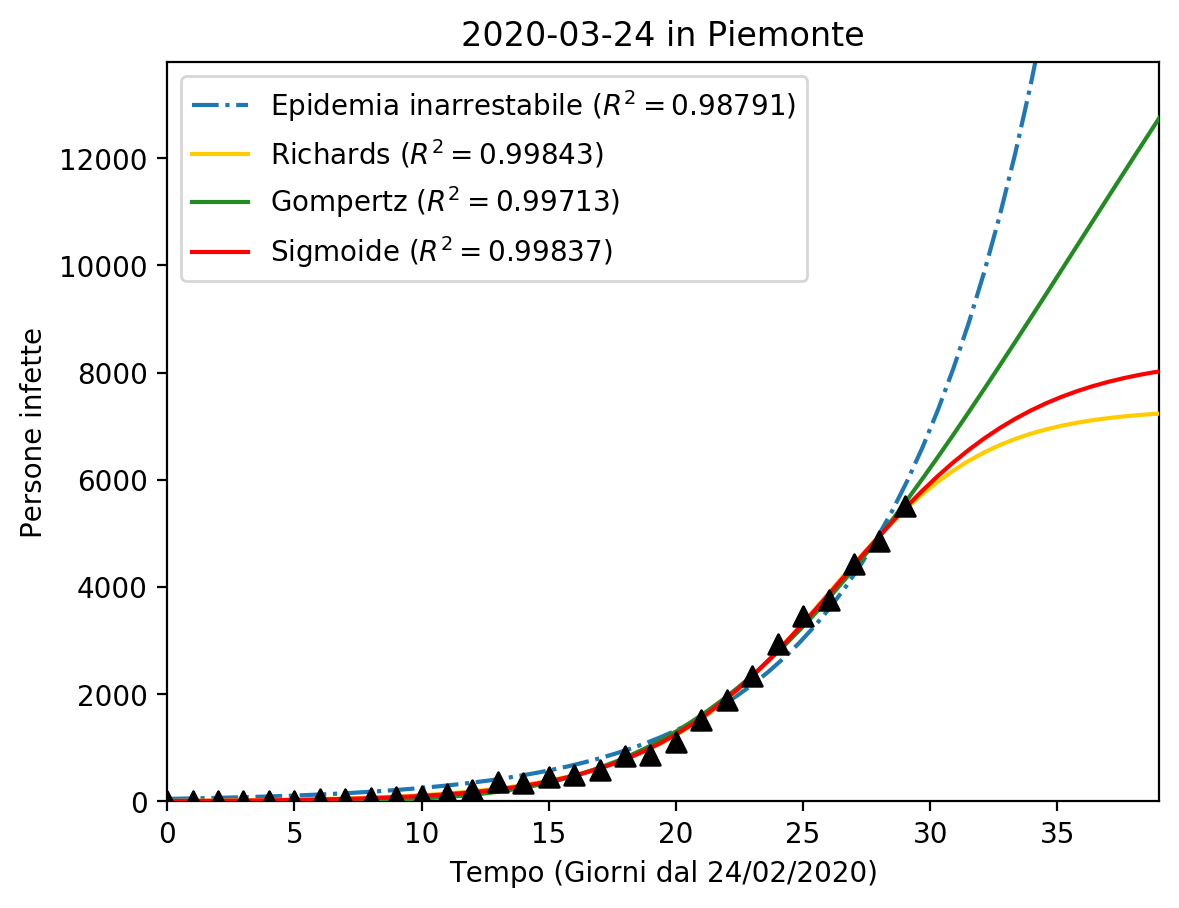 2020-03-24 in Piemonte
Epidemia inarrestabile (R² = 0.98791)
Richards (R² = 0.99843)
Gompertz (R² = 0.99713)
Sigmoide (R² = 0.99837)
Persone infette
12000
10000
8000
6000
4000
2000
0
0 5 10 15 20 25 30 35
Tempo (Giorni dal 24/02/2020)